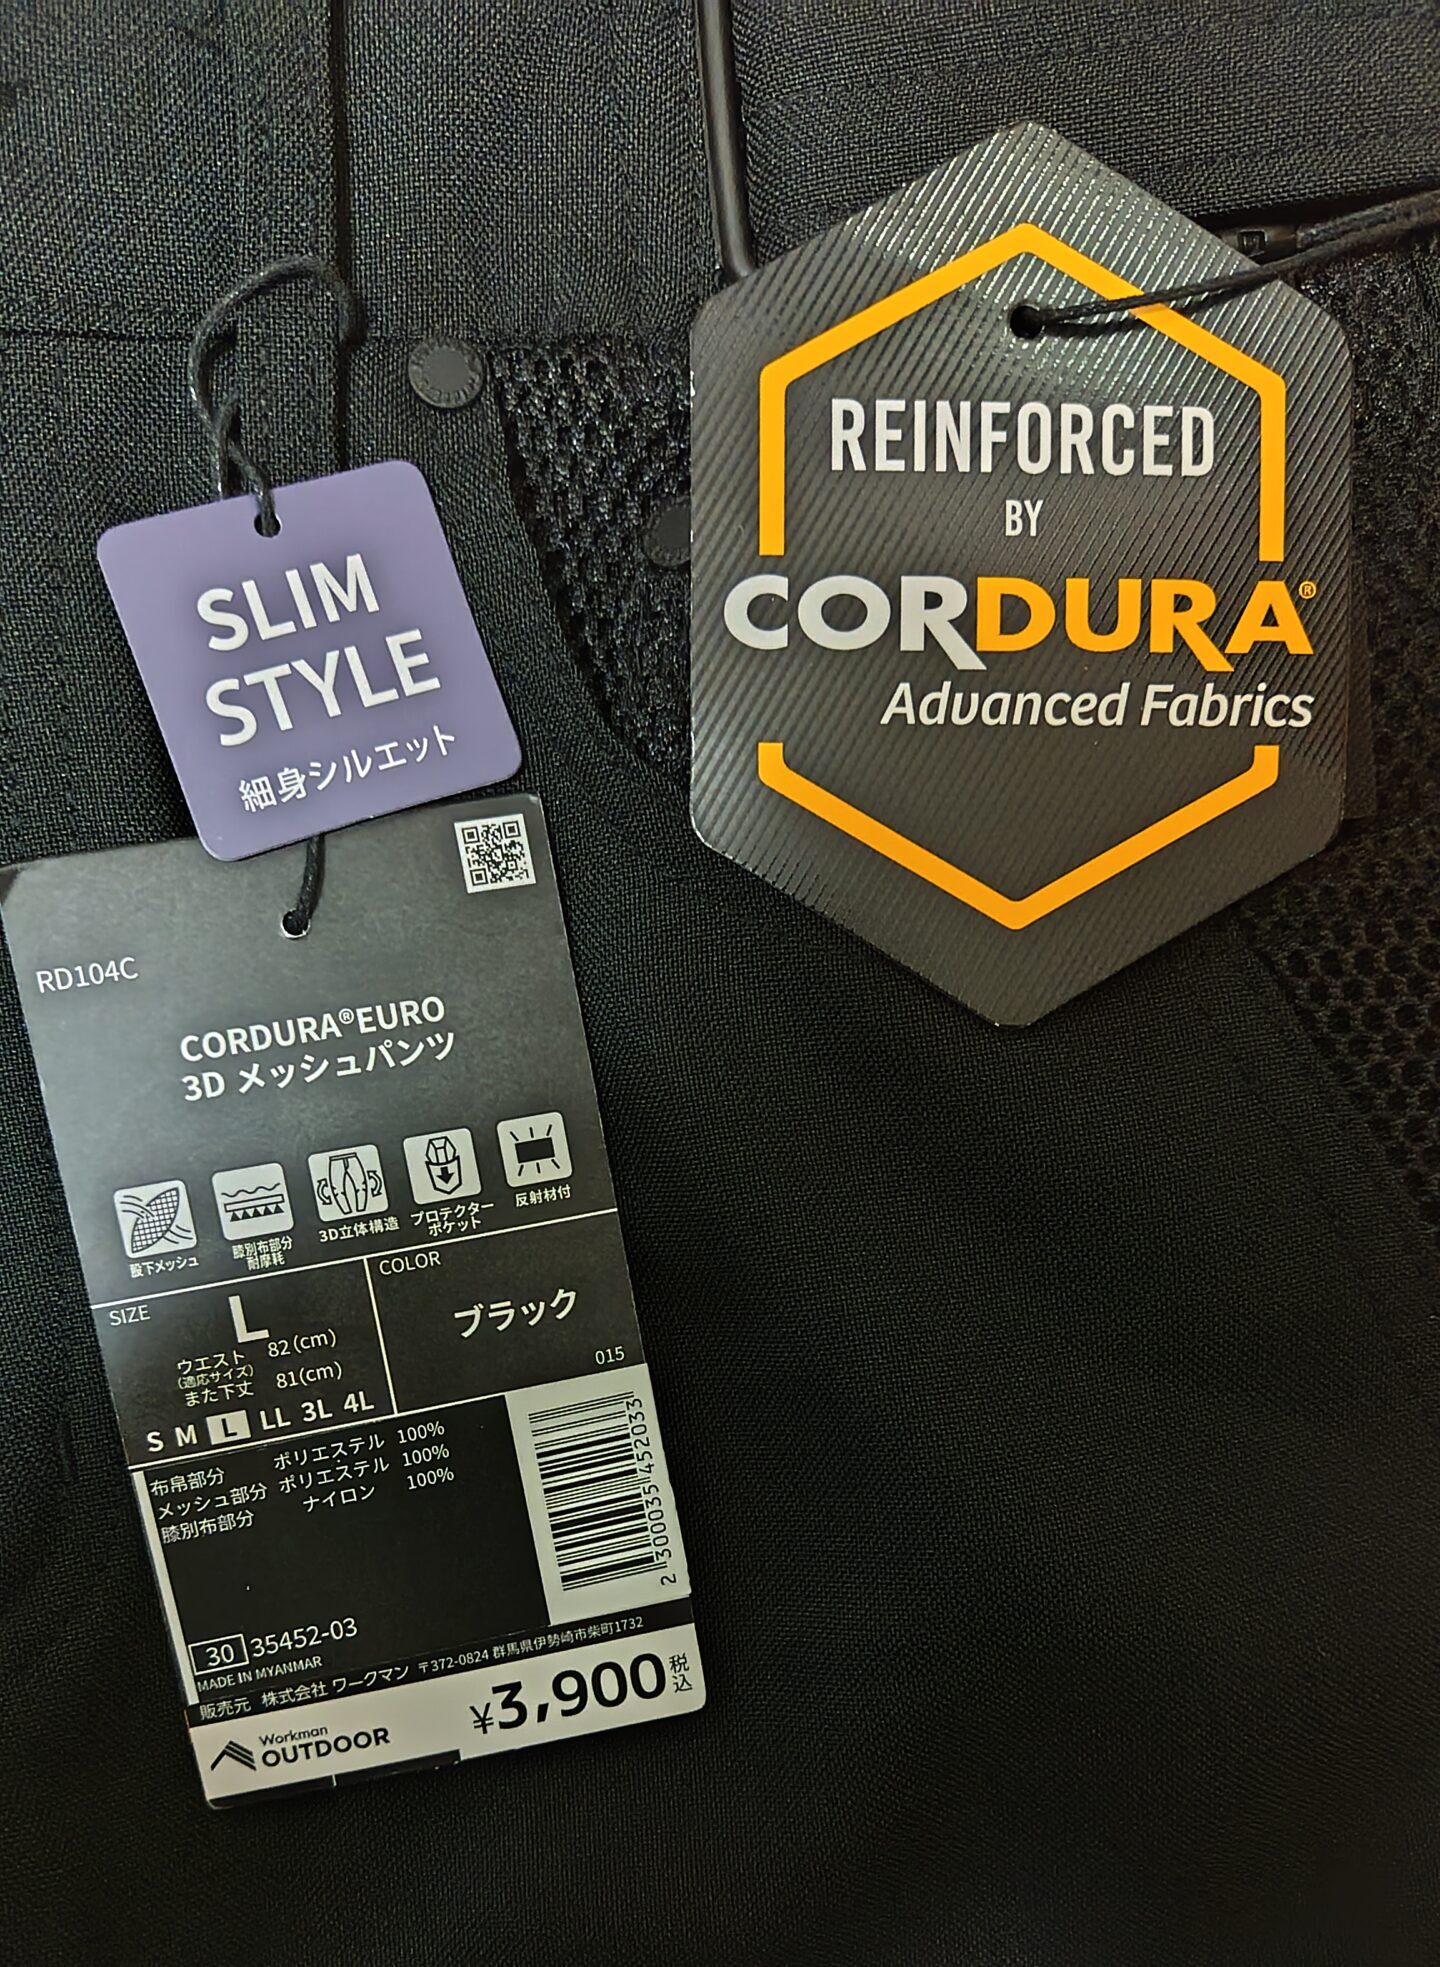 SLIM
STYLE
細身シルエット
REINFORCED
BY
CORDURA®
Advanced Fabrics
RD104C
CORDURA®EURO
3D メッシュパンツ
股下メッシュ
膝別布部分
耐摩耗
3D立体構造
プロテクター
ポケット
反射材付
SIZE
L
ウエスト 82(cm)
(適応サイズ)
また下丈 81(cm)
S M L LL 3L 4L
COLOR
ブラック
015
布帛部分 ポリエステル 100%
メッシュ部分 ポリエステル 100%
膝別布部分 ナイロン 100%
2 300035 452033
30 35452-03
MADE IN MYANMAR
販売元 株式会社 ワークマン 〒372-0824 群馬県伊勢崎市柴町1732
Workman
OUTDOOR
¥3,900 税込